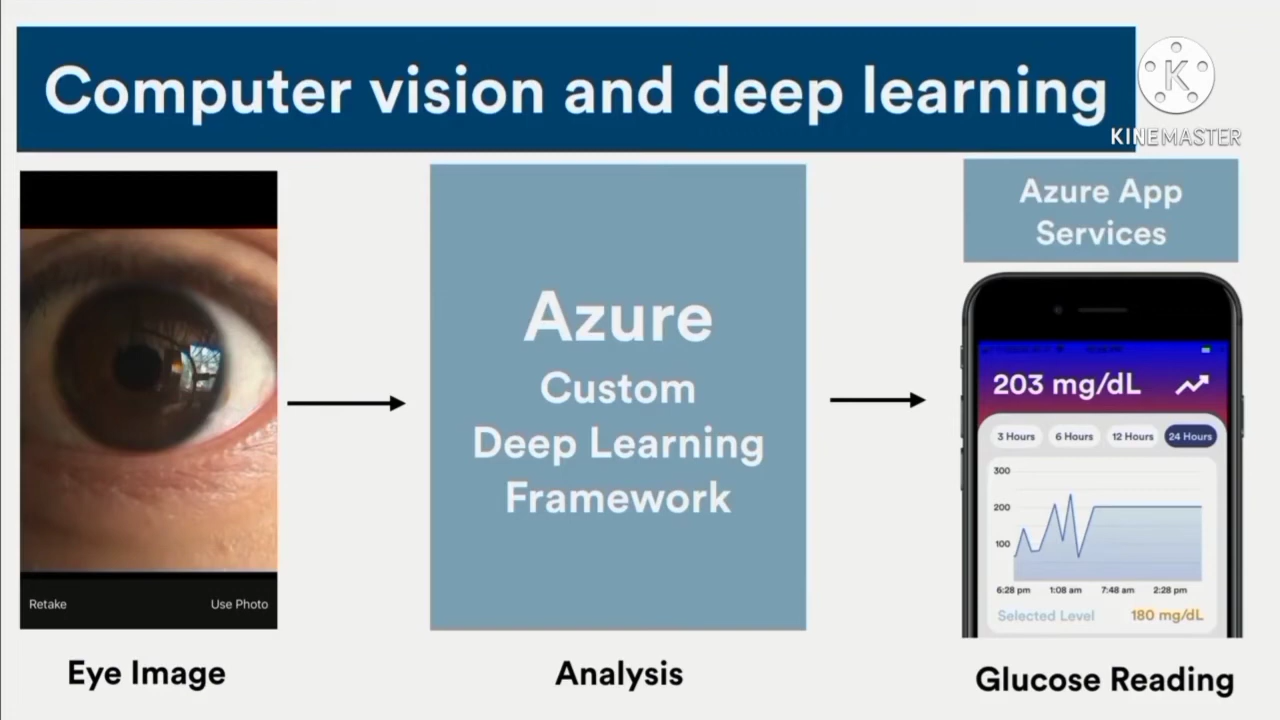 Computer vision and deep learning
K
KINEMASTER
Azure App
Services
Azure
Custom
Deep Learning
Framework
203 mg/dL
3 Hours 6 Hours 12 Hours 24 Hours
300
200
100
6:28 pm 1:08 am 7:48 am 2:28 pm
Selected Level 180 mg/dL
Retake Use Photo
Eye Image
Analysis
Glucose Reading